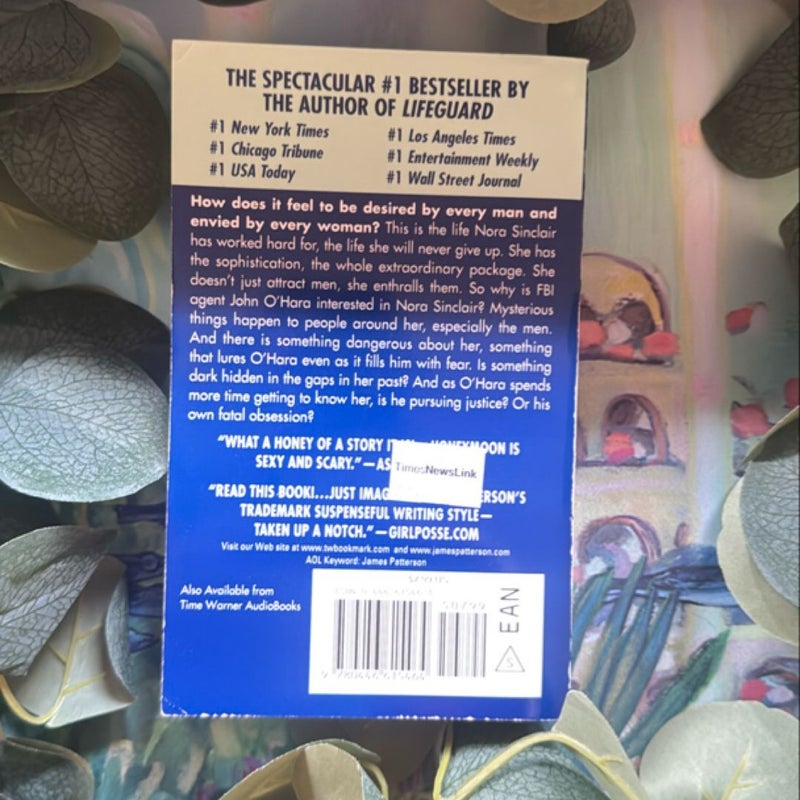 THE SPECTACULAR #1 BESTSELLER BY
THE AUTHOR OF LIFEGUARD
#1 New York Times
#1 Chicago Tribune
#1 USA Today
#1 Los Angeles Times
#1 Entertainment Weekly
#1 Wall Street Journal
How does it feel to be desired by every man and
envied by every woman? This is the life Nora Sinclair
has worked hard for, the life she will never give up. She has
the sophistication, the whole extraordinary package. She
doesn't just attract men, she enthralls them. So why is FBI
agent John O'Hara interested in Nora Sinclair? Mysterious
things happen to people around her, especially the men.
And there is something dangerous about her, something
that lures O'Hara even as it fills him with fear. Is something
dark hidden in the gaps in her past? And as O'Hara spends
more time getting to know her, is he pursuing justice? Or his
own fatal obsession?
"WHAT A HONEY OF A STORY IS
SEXY AND SCARY."—
TimesNewsLink
"READ THIS BOOK!...JUST
TRADEMARK SUSPENSEFUL WRITING STYLE—
TAKEN UP A NOTCH."—GIRLPOSSE.COM
Visit our Web site at www.twbookmark.com and www.jamespatterson.com
AOL Keyword: James Patterson
Also Available from
Time Warner AudioBooks
EAN
S
50799
9 780446 613606